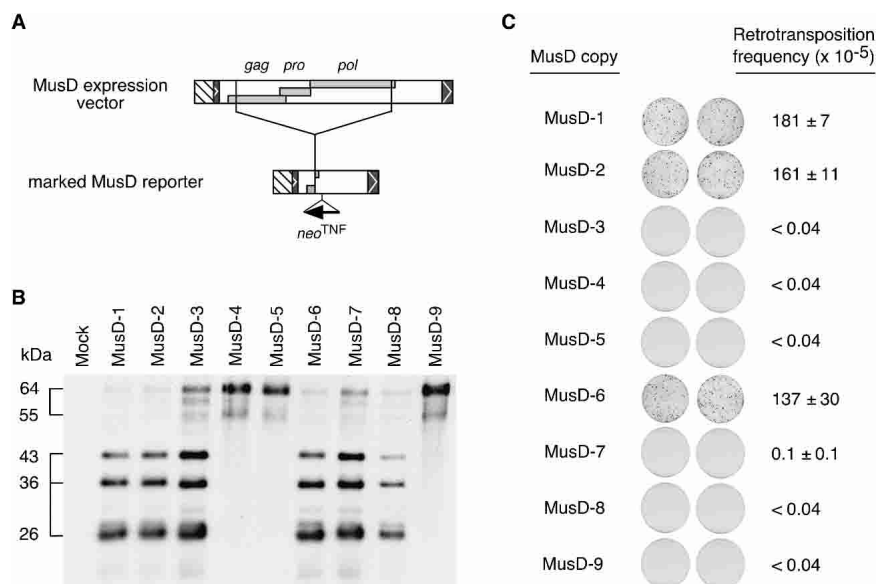 A
gag pro pol
MusD expression
vector
marked MusD reporter
neoTNF
B
kDa
Mock
MusD-1
MusD-2
MusD-3
MusD-4
MusD-5
MusD-6
MusD-7
MusD-8
MusD-9
64
55
43
36
26
C
MusD copy
Retrotransposition
frequency (x 10-5)
MusD-1 181 ± 7
MusD-2 161 ± 11
MusD-3 < 0.04
MusD-4 < 0.04
MusD-5 < 0.04
MusD-6 137 ± 30
MusD-7 0.1 ± 0.1
MusD-8 < 0.04
MusD-9 < 0.04